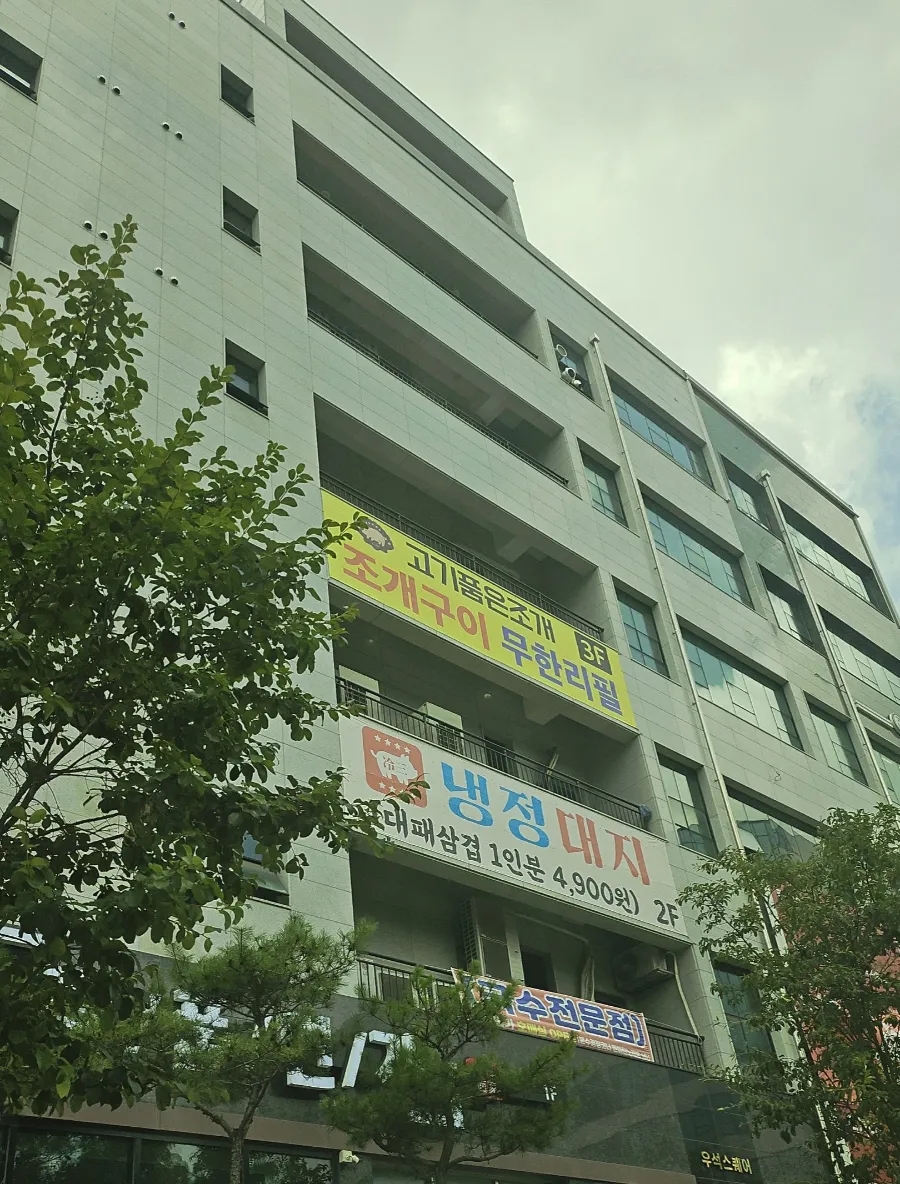 고기품은조개 3F
조개구이 무한리필
冷三
냉정대지
대패삼겹 1인분 4,900원) 2F
수전문점]
우석스퀘어